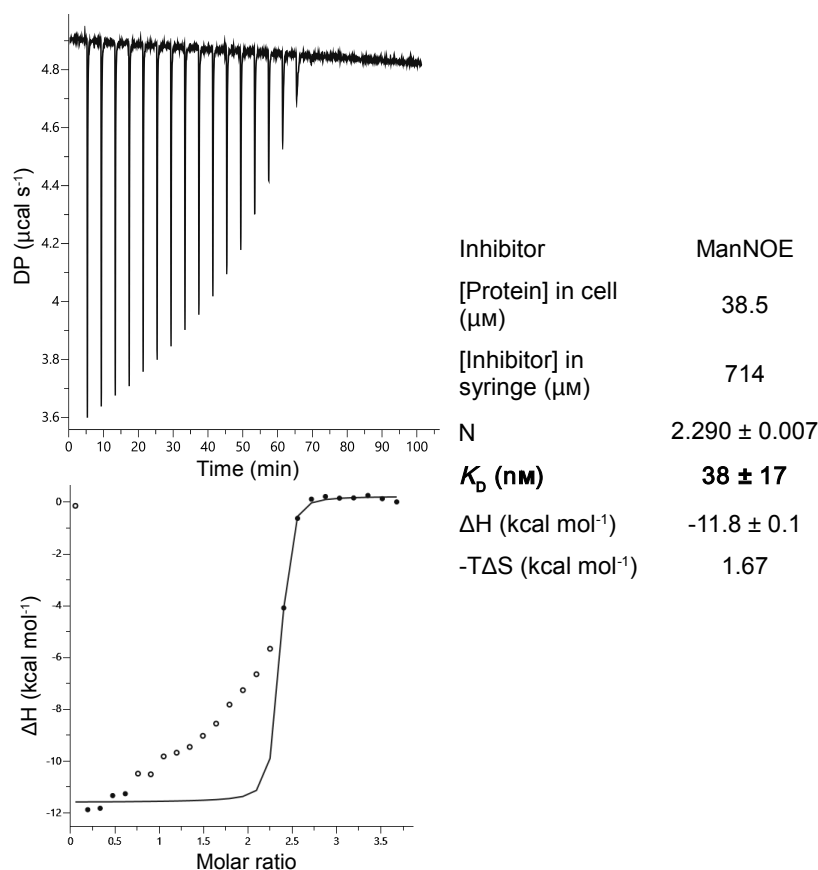 4.8
4.6
4.4
4.2
4
3.8
3.6
DP (µcal s⁻¹)
0 10 20 30 40 50 60 70 80 90 100
Time (min)
0
-2
-4
-6
-8
-10
-12
ΔH (kcal mol⁻¹)
0 0.5 1 1.5 2 2.5 3 3.5
Molar ratio
Inhibitor ManNOE
[Protein] in cell
(µM) 38.5
[Inhibitor] in
syringe (µM) 714
N 2.290 ± 0.007
K_D (nM) 38 ± 17
ΔH (kcal mol⁻¹) -11.8 ± 0.1
-TΔS (kcal mol⁻¹) 1.67